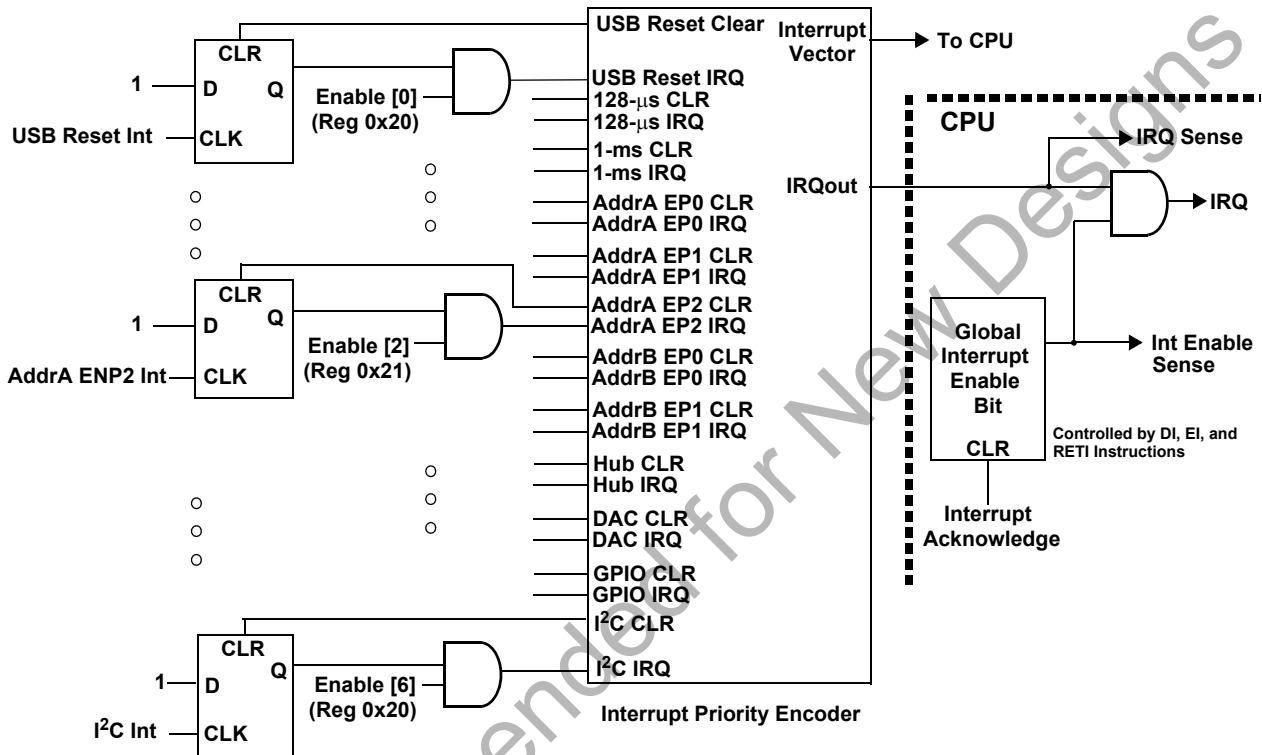 USB Reset Clear
Interrupt
Vector
To CPU
CLR
D
Q
1
CLK
USB Reset Int
Enable [0]
(Reg 0x20)
USB Reset IRQ
128-μs CLR
128-μs IRQ
1-ms CLR
1-ms IRQ
AddrA EP0 CLR
AddrA EP0 IRQ
AddrA EP1 CLR
AddrA EP1 IRQ
AddrA EP2 CLR
AddrA EP2 IRQ
AddrB EP0 CLR
AddrB EP0 IRQ
AddrB EP1 CLR
AddrB EP1 IRQ
Hub CLR
Hub IRQ
DAC CLR
DAC IRQ
GPIO CLR
GPIO IRQ
I²C CLR
I²C IRQ
IRQout
CLR
D
Q
1
CLK
AddrA ENP2 Int
Enable [2]
(Reg 0x21)
CLR
D
Q
1
CLK
I²C Int
Enable [6]
(Reg 0x20)
Interrupt Priority Encoder
CPU
IRQ Sense
IRQ
Global
Interrupt
Enable
Bit
CLR
Int Enable
Sense
Controlled by DI, EI, and
RETI Instructions
Interrupt
Acknowledge
ended for New Designs